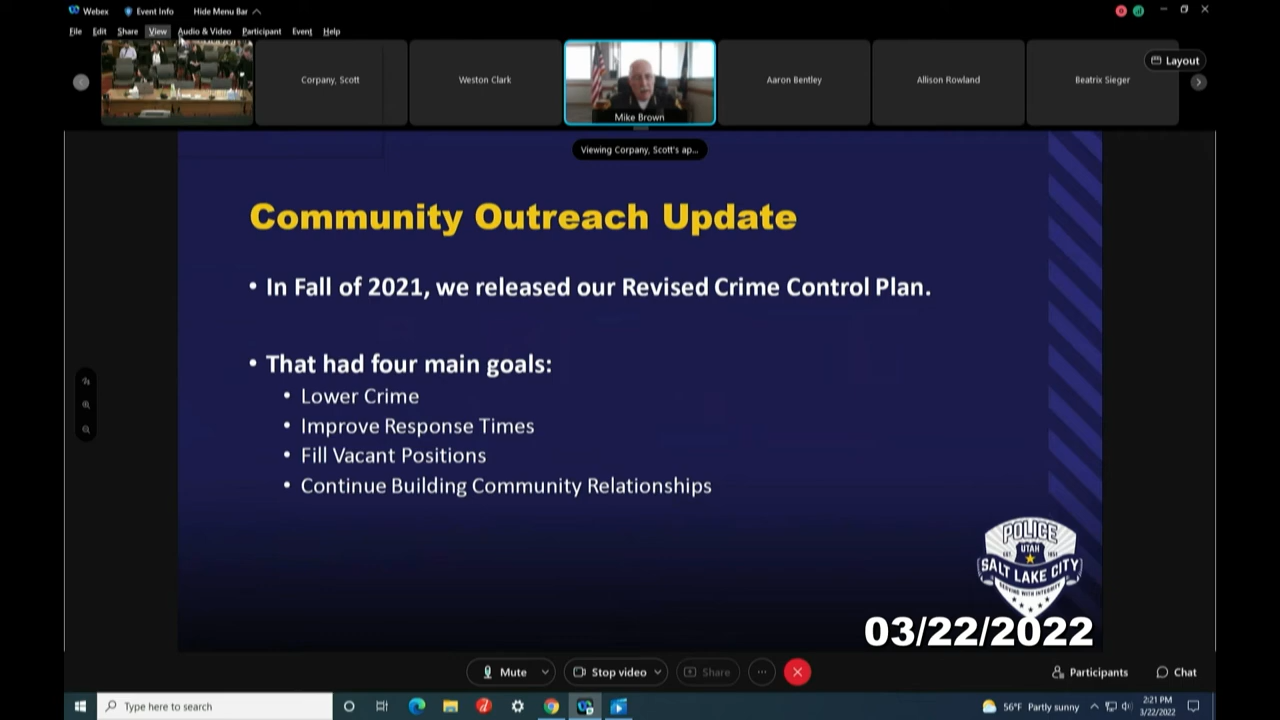 Webex
Event Info
Hide Menu Bar
File Edit Share View Audio & Video Participant Event Help
Corpany, Scott
Weston Clark
Mike Brown
Aaron Bentley
Allison Rowland
Beatrix Sieger
Layout
Viewing Corpany, Scott's ap...
Community Outreach Update
• In Fall of 2021, we released our Revised Crime Control Plan.
• That had four main goals:
• Lower Crime
• Improve Response Times
• Fill Vacant Positions
• Continue Building Community Relationships
POLICE
UTAH
SALT LAKE CITY
SERVING WITH INTEGRITY
03/22/2022
Mute
Stop video
Share
Participants
Chat
Type here to search
56°F Partly sunny
2:21 PM
3/22/2022